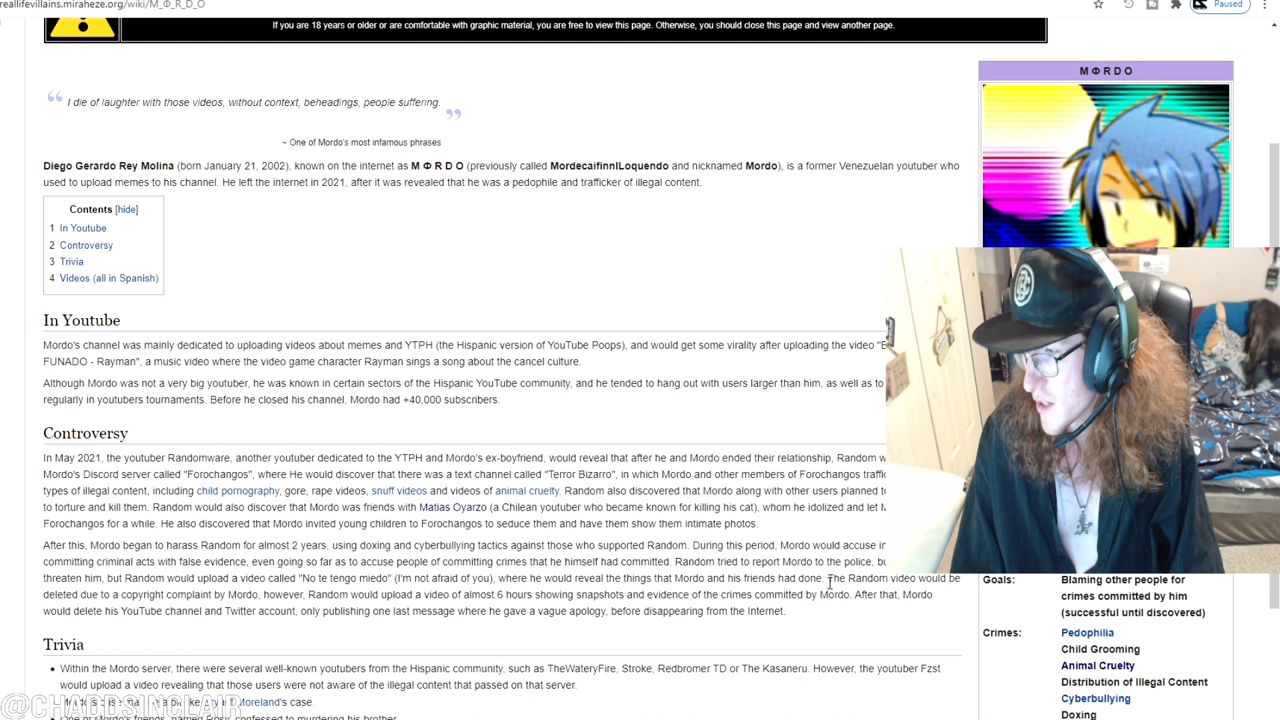 reallifevillains.miraheze.org/wiki/M_Φ_R_D_O
Paused
If you are 18 years or older or are comfortable with graphic material, you are free to view this page. Otherwise, you should close this page and view another page.
“ I die of laughter with those videos, without context, beheadings, people suffering. ”
~ One of Mordo's most infamous phrases
Diego Gerardo Rey Molina (born January 21, 2002), known on the internet as M Φ R D O (previously called MordecaifinnILoquendo and nicknamed Mordo), is a former Venezuelan youtuber who
used to upload memes to his channel. He left the internet in 2021, after it was revealed that he was a pedophile and trafficker of illegal content.
Contents [hide]
1 In Youtube
2 Controversy
3 Trivia
4 Videos (all in Spanish)
In Youtube
Mordo's channel was mainly dedicated to uploading videos about memes and YTPH (the Hispanic version of YouTube Poops), and would get some virality after uploading the video "E
FUNADO - Rayman", a music video where the video game character Rayman sings a song about the cancel culture.
Although Mordo was not a very big youtuber, he was known in certain sectors of the Hispanic YouTube community, and he tended to hang out with users larger than him, as well as to
regularly in youtubers tournaments. Before he closed his channel, Mordo had +40,000 subscribers.
Controversy
In May 2021, the youtuber Randomware, another youtuber dedicated to the YTPH and Mordo's ex-boyfriend, would reveal that after he and Mordo ended their relationship, Random w
Mordo's Discord server called "Forochangos", where He would discover that there was a text channel called "Terror Bizarro", in which Mordo and other members of Forochangos traffic
types of illegal content, including child pornography, gore, rape videos, snuff videos and videos of animal cruelty. Random also discovered that Mordo along with other users planned to
to torture and kill them. Random would also discover that Mordo was friends with Matias Oyarzo (a Chilean youtuber who became known for killing his cat), whom he idolized and let M
Forochangos for a while. He also discovered that Mordo invited young children to Forochangos to seduce them and have them show them intimate photos.
After this, Mordo began to harass Random for almost 2 years, using doxing and cyberbullying tactics against those who supported Random. During this period, Mordo would accuse in
committing criminal acts with false evidence, even going so far as to accuse people of committing crimes that he himself had committed. Random tried to report Mordo to the police, bu
threaten him, but Random would upload a video called "No te tengo miedo" (I'm not afraid of you), where he would reveal the things that Mordo and his friends had done. The Random video would be
deleted due to a copyright complaint by Mordo, however, Random would upload a video of almost 6 hours showing snapshots and evidence of the crimes committed by Mordo. After that, Mordo
would delete his YouTube channel and Twitter account, only publishing one last message where he gave a vague apology, before disappearing from the Internet.
Trivia
Within the Mordo server, there were several well-known youtubers from the Hispanic community, such as TheWateryFire, Stroke, Redbromer TD or The Kasaneru. However, the youtuber Fzst
would upload a video revealing that those users were not aware of the illegal content that passed on that server.
Moreland's case.
confessed to murdering his brother
@CHADDSINCLAIR
M Φ R D O
Goals: Blaming other people for
crimes committed by him
(successful until discovered)
Crimes: Pedophilia
Child Grooming
Animal Cruelty
Distribution of Illegal Content
Cyberbullying
Doxing